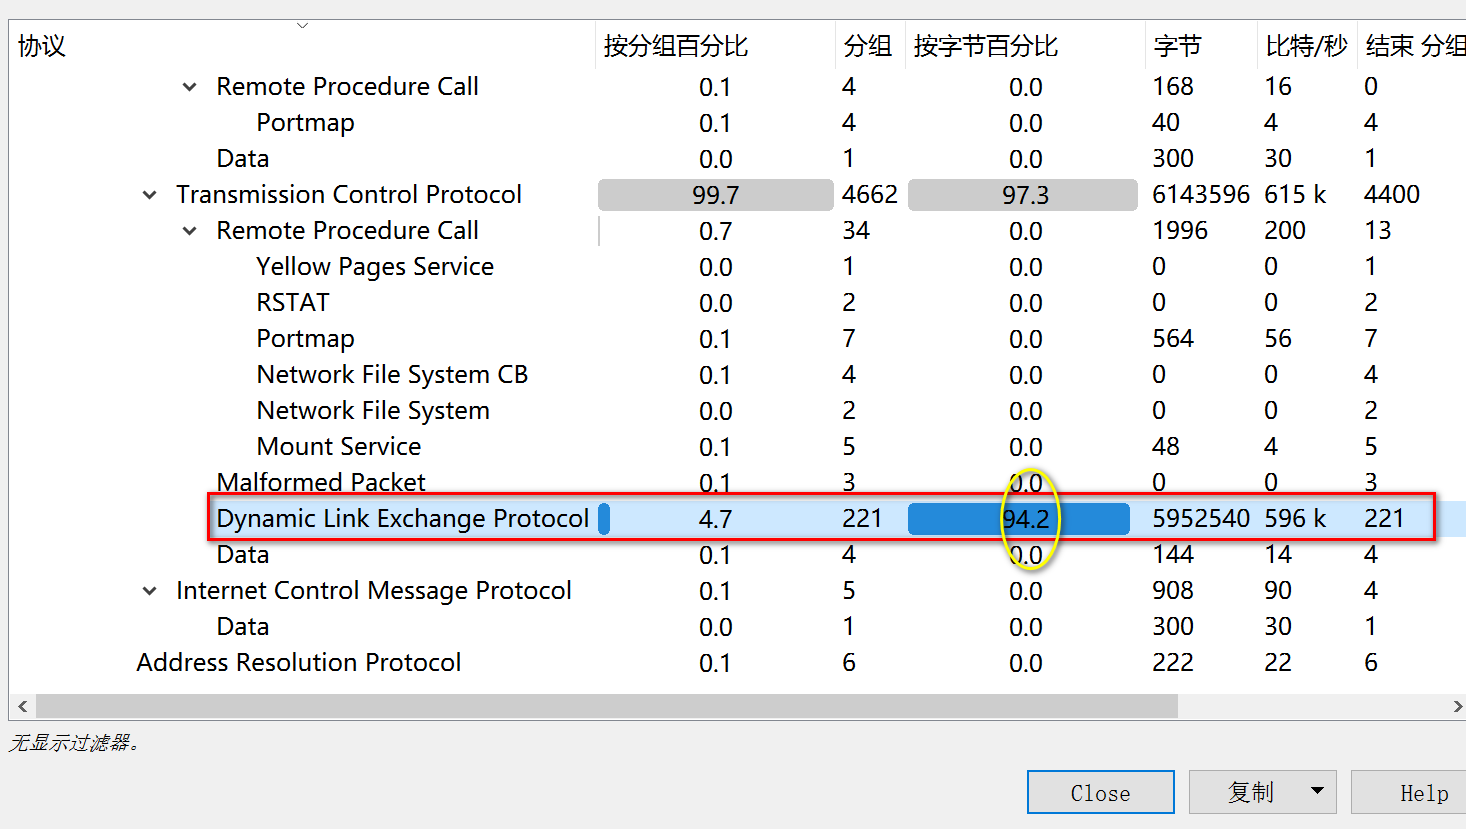 协议 按分组百分比 分组 按字节百分比 字节 比特/秒 结束 分组
Remote Procedure Call 0.1 4 0.0 168 16 0
Portmap 0.1 4 0.0 40 4 4
Data 0.0 1 0.0 300 30 1
Transmission Control Protocol 99.7 4662 97.3 6143596 615 k 4400
Remote Procedure Call 0.7 34 0.0 1996 200 13
Yellow Pages Service 0.0 1 0.0 0 0 1
RSTAT 0.0 2 0.0 0 0 2
Portmap 0.1 7 0.0 564 56 7
Network File System CB 0.1 4 0.0 0 0 4
Network File System 0.0 2 0.0 0 0 2
Mount Service 0.1 5 0.0 48 4 5
Malformed Packet 0.1 3 0.0 0 0 3
Dynamic Link Exchange Protocol 4.7 221 94.2 5952540 596 k 221
Data 0.1 4 0.0 144 14 4
Internet Control Message Protocol 0.1 5 0.0 908 90 4
Data 0.0 1 0.0 300 30 1
Address Resolution Protocol 0.1 6 0.0 222 22 6
无显示过滤器。
Close 复制 Help